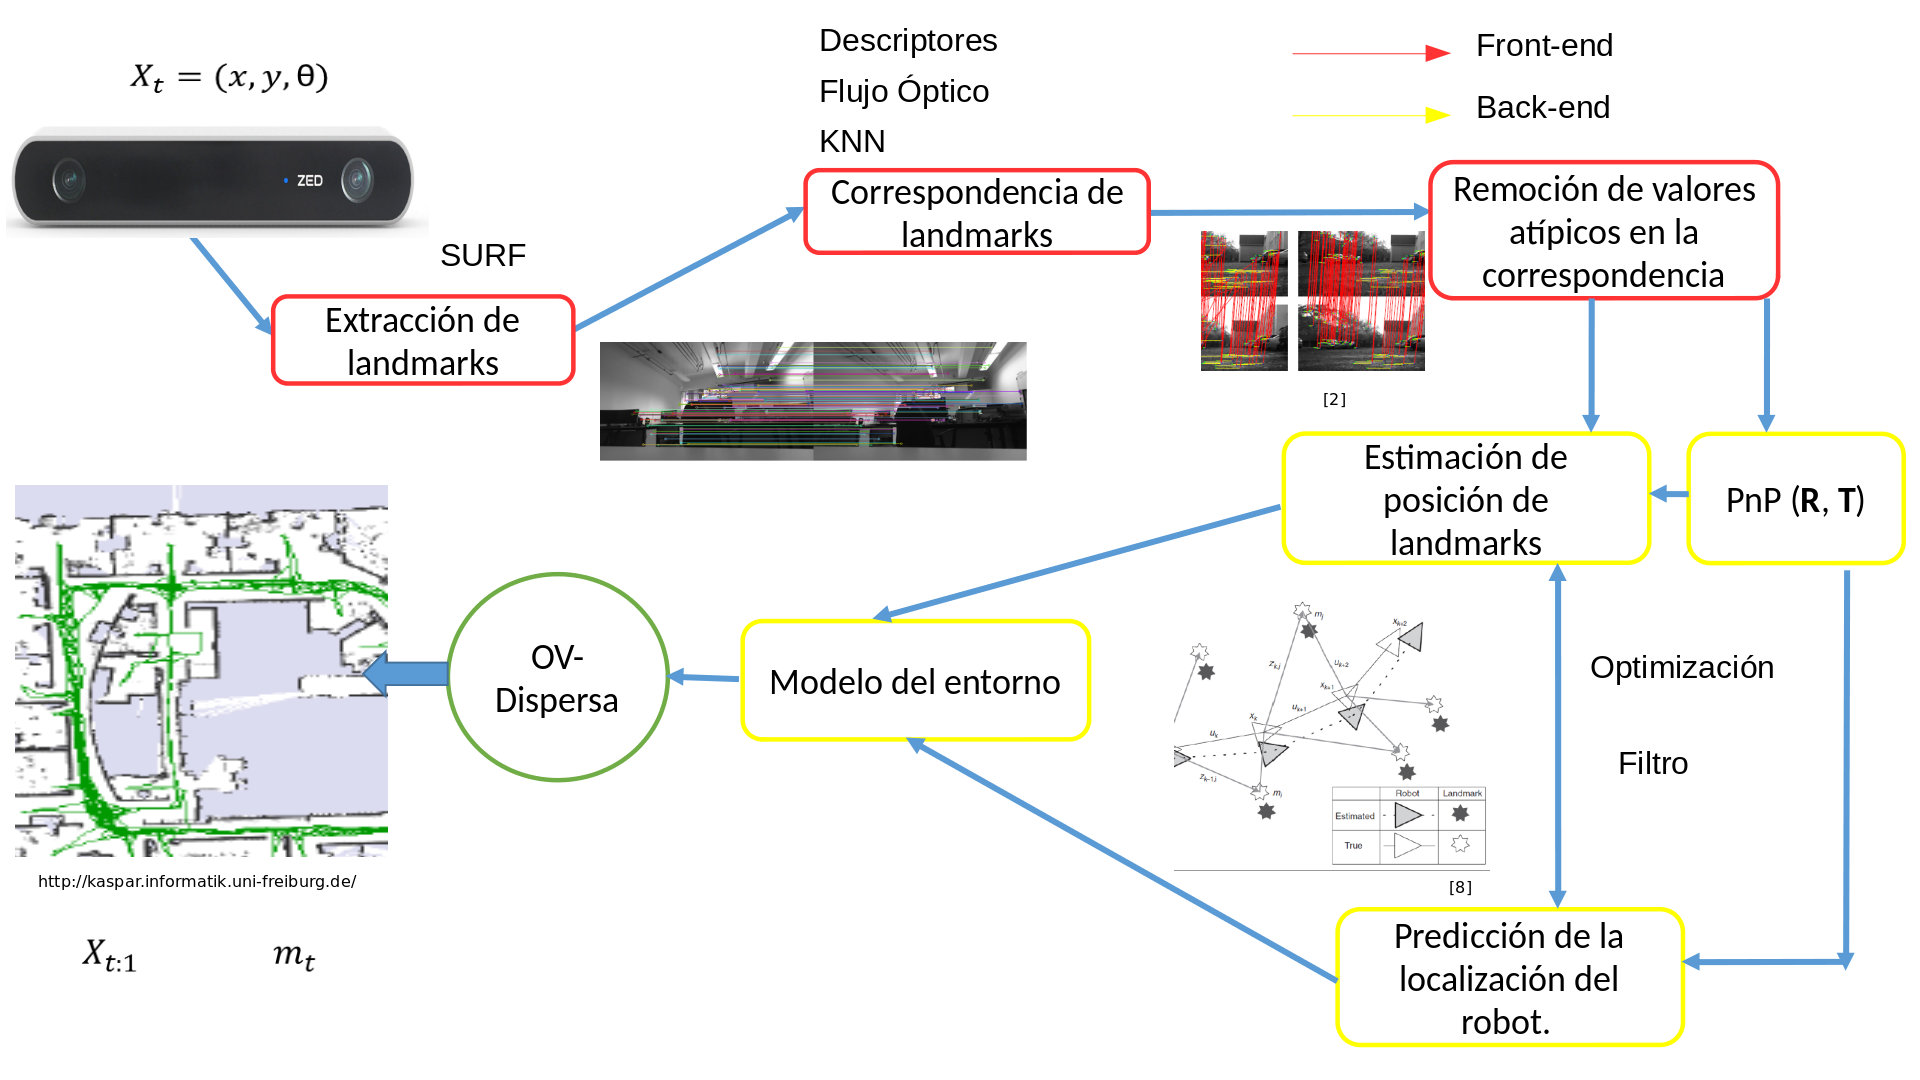 Descriptores
Flujo Óptico
KNN
Front-end
Back-end
X_t = (x, y, θ)
ZED
SURF
Extracción de
landmarks
Correspondencia de
landmarks
Remoción de valores
atípicos en la
correspondencia
[2]
Estimación de
posición de
landmarks
PnP (R, T)
Optimización
Filtro
m_j
x_{k+2}
z_{k,j}
u_{k+2}
x_{k+1}
u_{k+1}
x_k
u_k
z_{k-1,i}
m_i
Robot Landmark
Estimated
True
[8]
Predicción de la
localización del
robot.
Modelo del entorno
OV-
Dispersa
http://kaspar.informatik.uni-freiburg.de/
X_{t:1} m_t